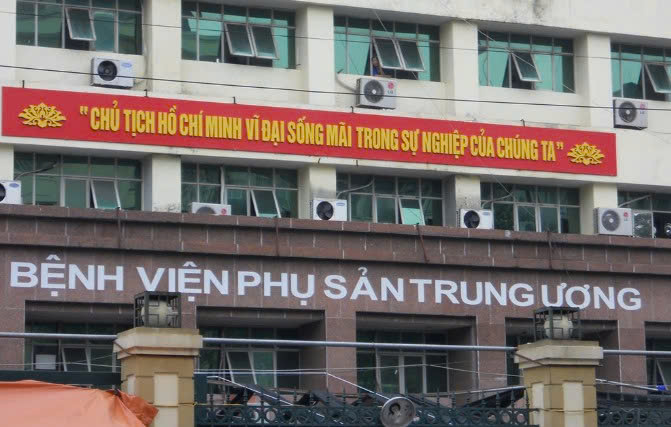 "CHỦ TỊCH HỒ CHÍ MINH VĨ ĐẠI SỐNG MÃI TRONG SỰ NGHIỆP CỦA CHÚNG TA"
BỆNH VIỆN PHỤ SẢN TRUNG ƯƠNG